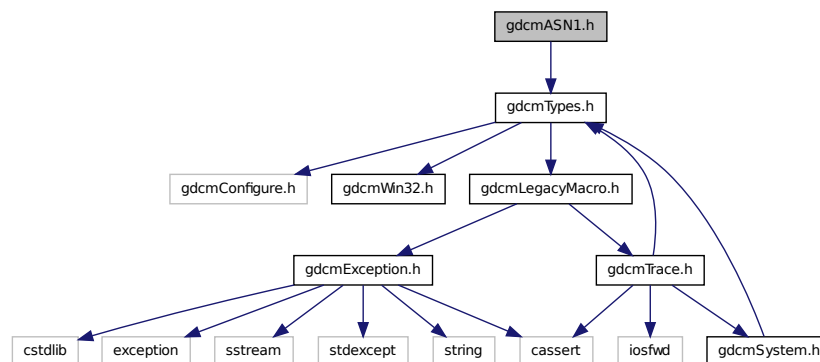 gdcmASN1.h
gdcmTypes.h
gdcmConfigure.h
gdcmWin32.h
gdcmLegacyMacro.h
gdcmException.h
gdcmTrace.h
cstdlib
exception
sstream
stdexcept
string
cassert
iosfwd
gdcmSystem.h